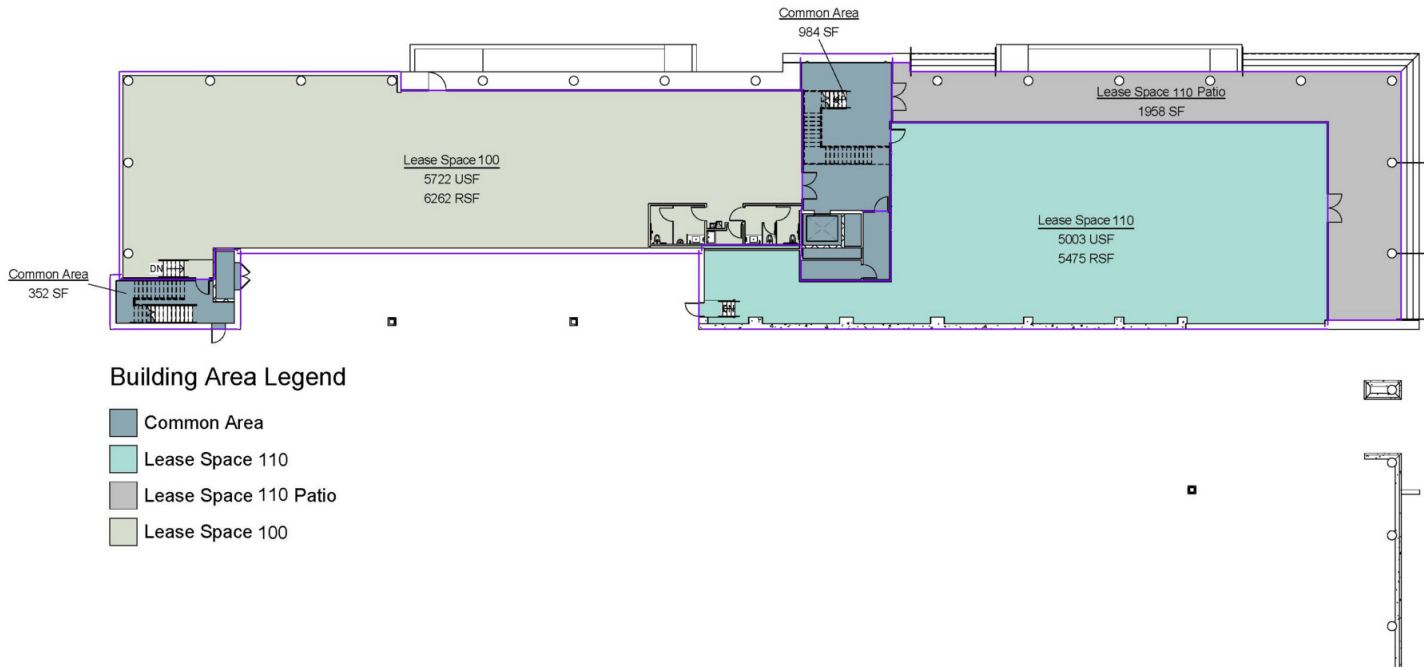 Common Area
984 SF
Lease Space 110 Patio
1958 SF
Lease Space 100
5722 USF
6262 RSF
Lease Space 110
5003 USF
5475 RSF
Common Area
352 SF
DN
Building Area Legend
Common Area
Lease Space 110
Lease Space 110 Patio
Lease Space 100